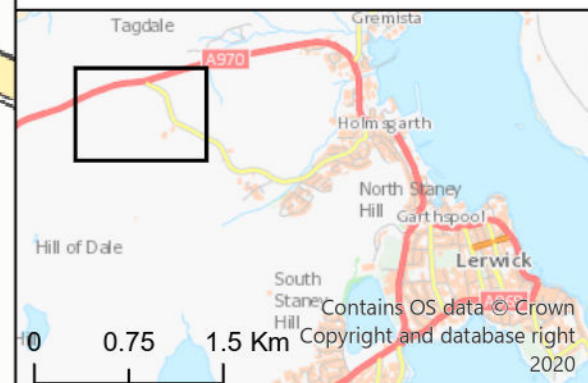 Tagdale
Gremista
A970
Holmsgarth
North Staney
Hill
Garthspool
Hill of Dale
Lerwick
South
Staney
Hill
Contains OS data © Crown
Copyright and database right
2020
0 0.75 1.5 Km